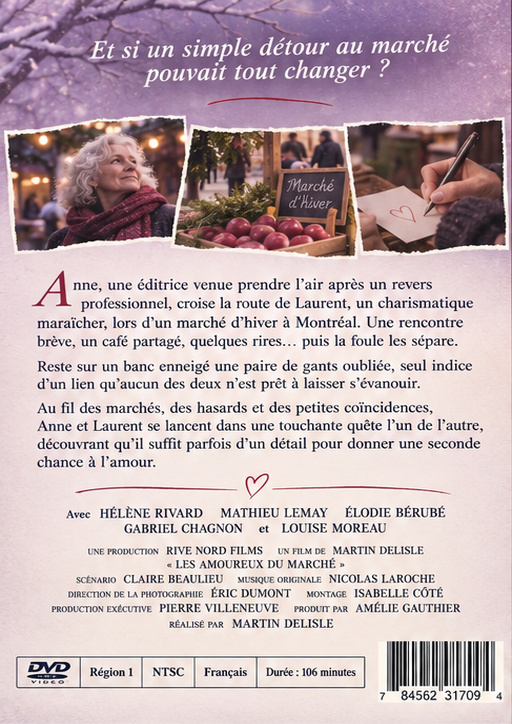 Et si un simple détour au marché
pouvait tout changer ?
Marché
d'hiver
Anne, une éditrice venue prendre l'air après un revers
professionnel, croise la route de Laurent, un charismatique
maraîcher, lors d'un marché d'hiver à Montréal. Une rencontre
brève, un café partagé, quelques rires… puis la foule les sépare.
Reste sur un banc enneigé une paire de gants oubliée, seul indice
d'un lien qu'aucun des deux n'est prêt à laisser s'évanouir.
Au fil des marchés, des hasards et des petites coïncidences,
Anne et Laurent se lancent dans une touchante quête l'un de l'autre,
découvrant qu'il suffit parfois d'un détail pour donner une seconde
chance à l'amour.
Avec HÉLÈNE RIVARD MATHIEU LEMAY ÉLODIE BÉRUBÉ
GABRIEL CHAGNON et LOUISE MOREAU
UNE PRODUCTION RIVE NORD FILMS UN FILM DE MARTIN DELISLE
« LES AMOUREUX DU MARCHÉ »
SCÉNARIO CLAIRE BEAULIEU MUSIQUE ORIGINALE NICOLAS LAROCHE
DIRECTION DE LA PHOTOGRAPHIE ÉRIC DUMONT MONTAGE ISABELLE CÔTÉ
PRODUCTION EXÉCUTIVE PIERRE VILLENEUVE PRODUIT PAR AMÉLIE GAUTHIER
RÉALISÉ PAR MARTIN DELISLE
DVD VIDEO Région 1 NTSC Français Durée : 106 minutes
7 84562 31709 4